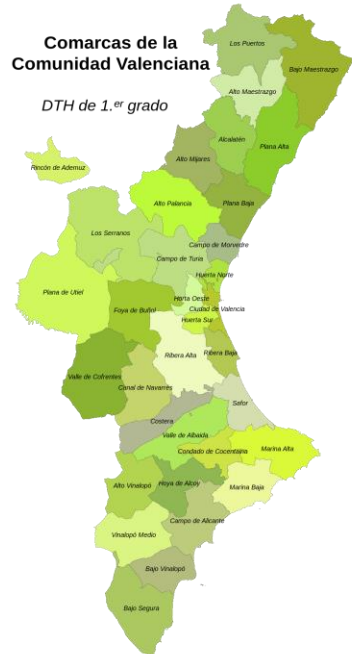 Comarcas de la
Comunidad Valenciana
DTH de 1.er grado
Los Puertos
Bajo Maestrazgo
Alto Maestrazgo
Alcalatén
Plana Alta
Alto Mijares
Rincón de Ademuz
Alto Palancia
Plana Baja
Los Serranos
Campo de Morvedre
Campo de Turia
Huerta Norte
Plana de Utiel
Horta Oeste
Foya de Buñol
Ciudad de Valencia
Huerta Sur
Ribera Alta
Ribera Baja
Valle de Cofrentes
Canal de Navarrés
Safor
Costera
Valle de Albaida
Condado de Cocentaina
Marina Alta
Alto Vinalopó
Hoya de Alcoy
Marina Baja
Campo de Alicante
Vinalopó Medio
Bajo Vinalopó
Bajo Segura